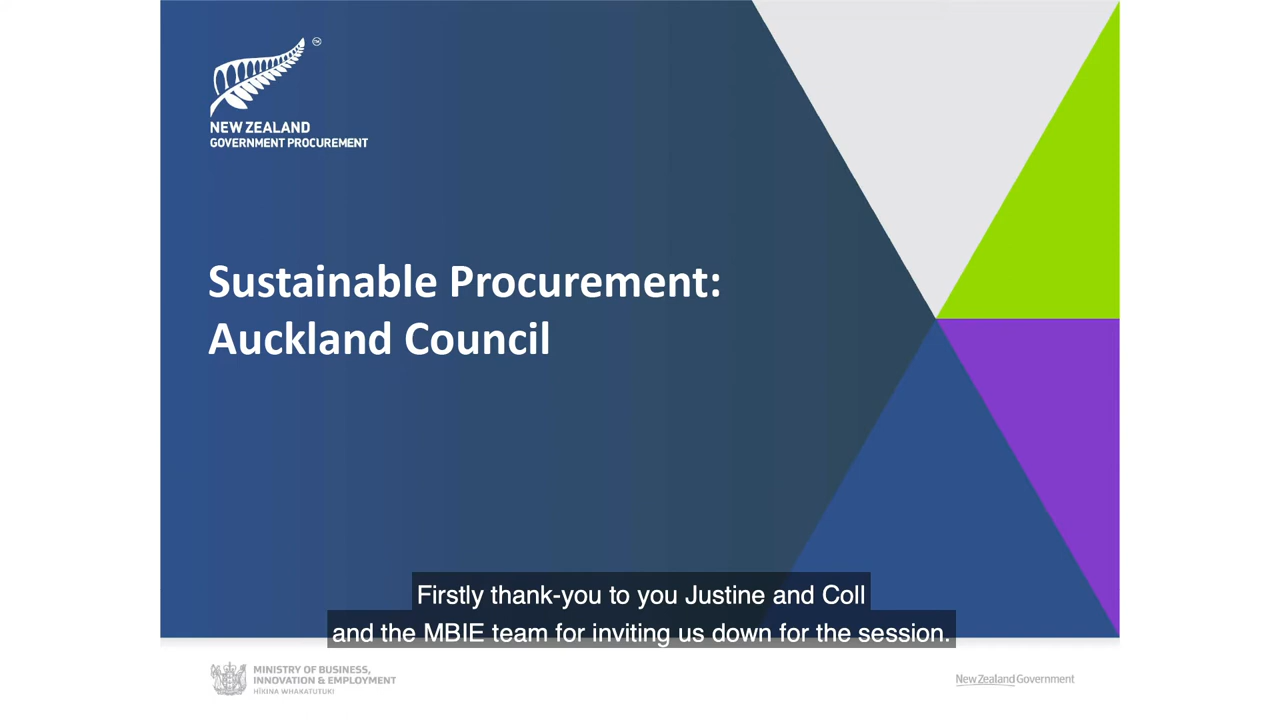 TM
NEW ZEALAND
GOVERNMENT PROCUREMENT
Sustainable Procurement:
Auckland Council
Firstly thank-you to you Justine and Coll
and the MBIE team for inviting us down for the session.
MINISTRY OF BUSINESS,
INNOVATION & EMPLOYMENT
HĪKINA WHAKATUTUKI
New Zealand Government